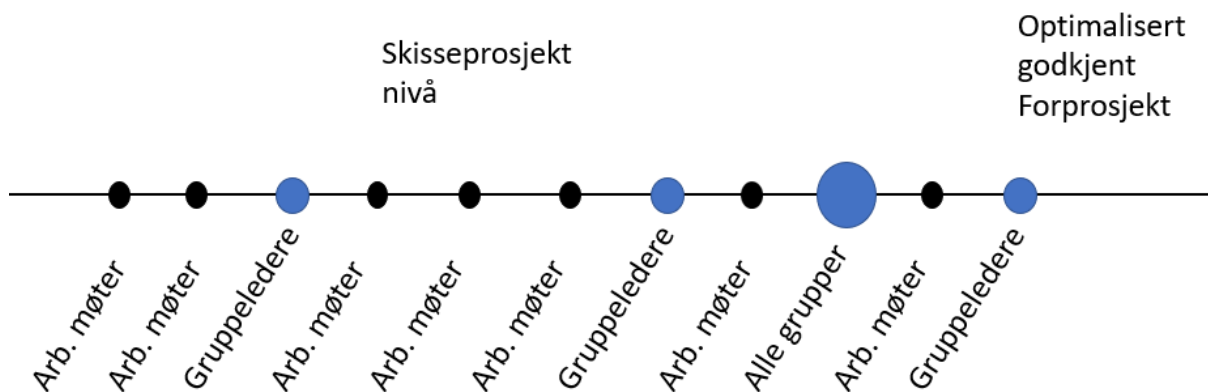 Skisseprosjekt
nivå
Optimalisert
godkjent
Forprosjekt
Arb. møter
Arb. møter
Gruppeledere
Arb. møter
Arb. møter
Arb. møter
Gruppeledere
Arb. møter
Alle grupper
Arb. møter
Gruppeledere